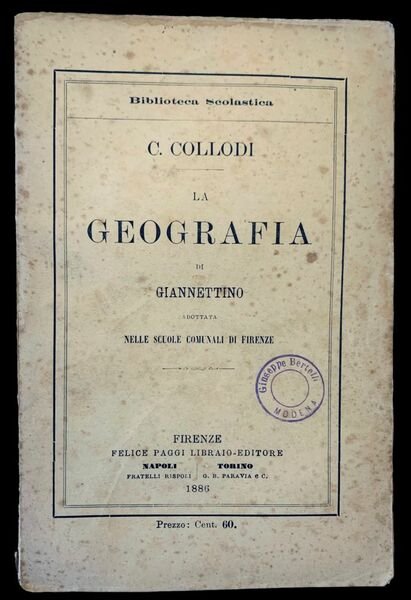 Biblioteca Scolastica
C. COLLODI
LA
GEOGRAFIA
DI
GIANNETTINO
ADOTTATA
NELLE SCUOLE COMUNALI DI FIRENZE
Giuseppe Bertelli
MODENA
FIRENZE
FELICE PAGGI LIBRAIO-EDITORE
NAPOLI TORINO
FRATELLI RISPOLI G. B. PARAVIA e C.
1886
Prezzo: Cent. 60.